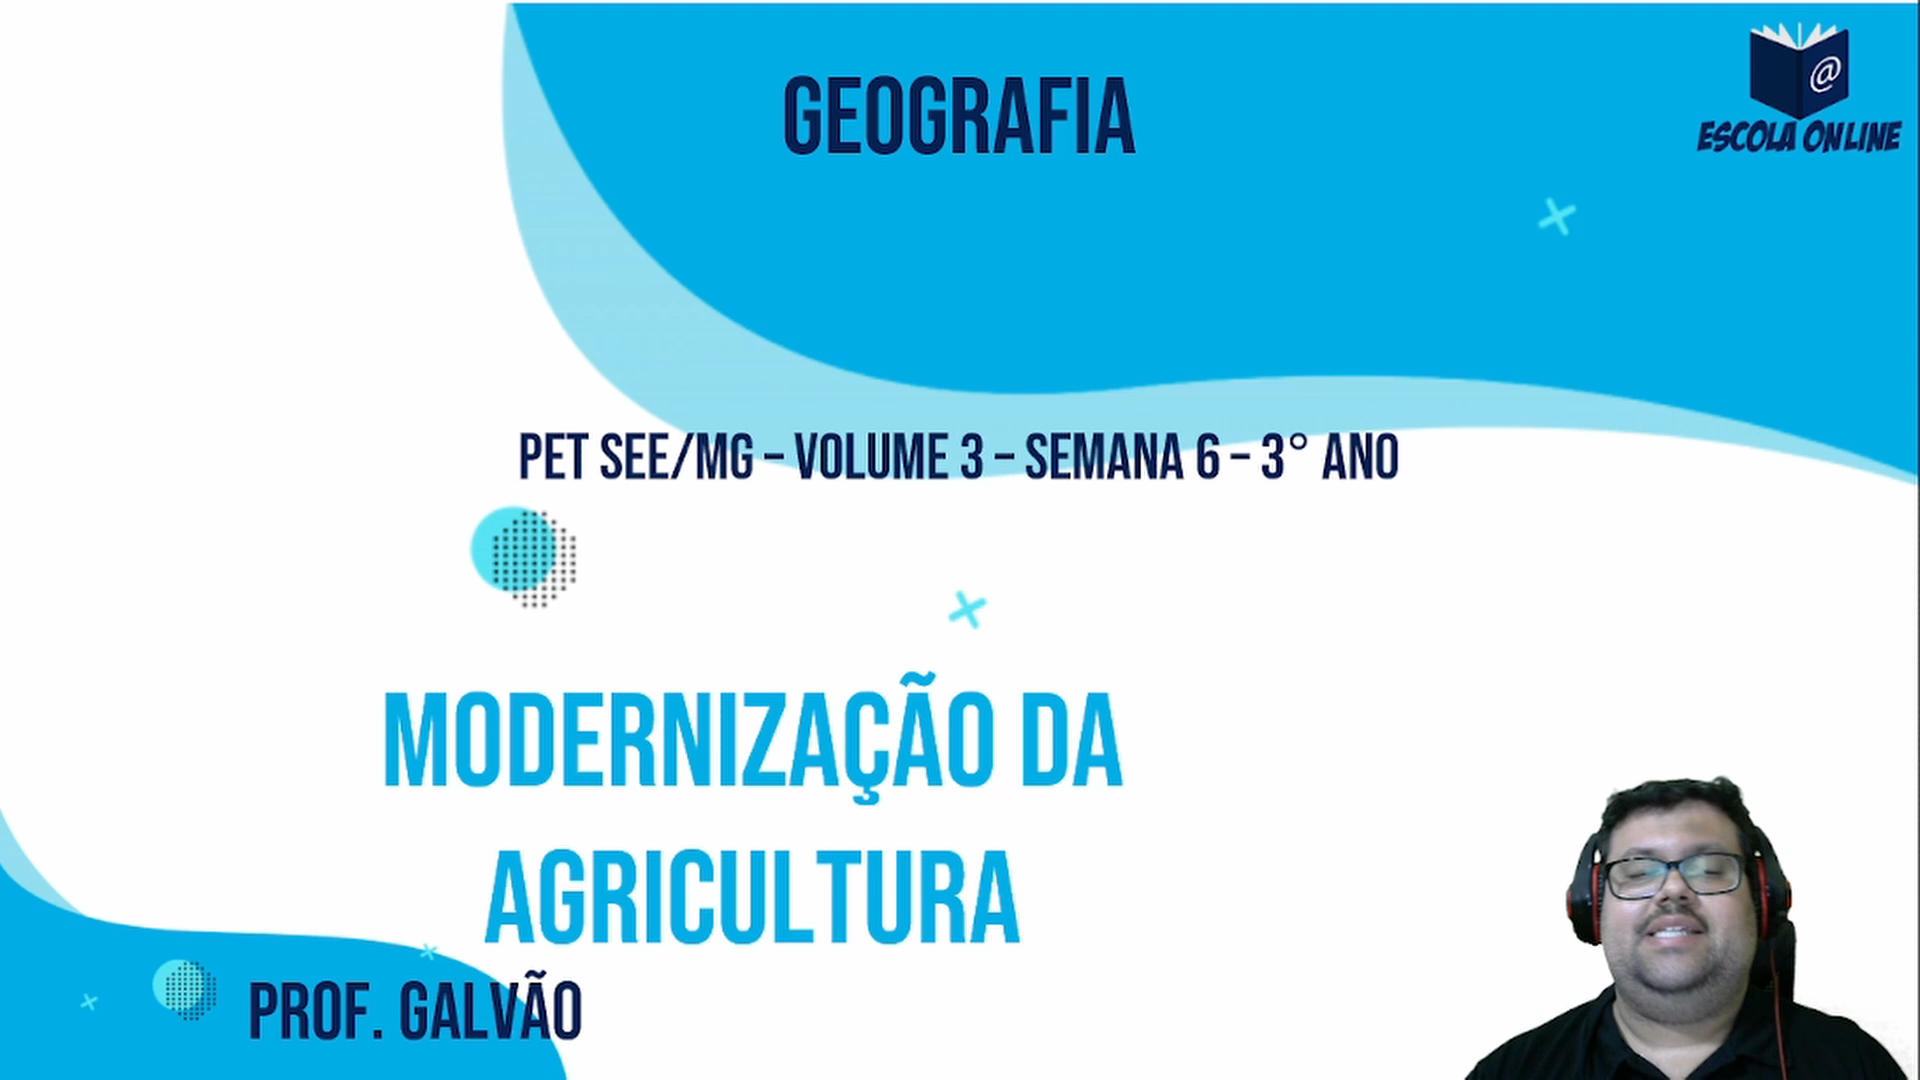 GEOGRAFIA
@
ESCOLA ONLINE
PET SEE/MG – VOLUME 3 – SEMANA 6 – 3° ANO
MODERNIZAÇÃO DA
AGRICULTURA
PROF. GALVÃO